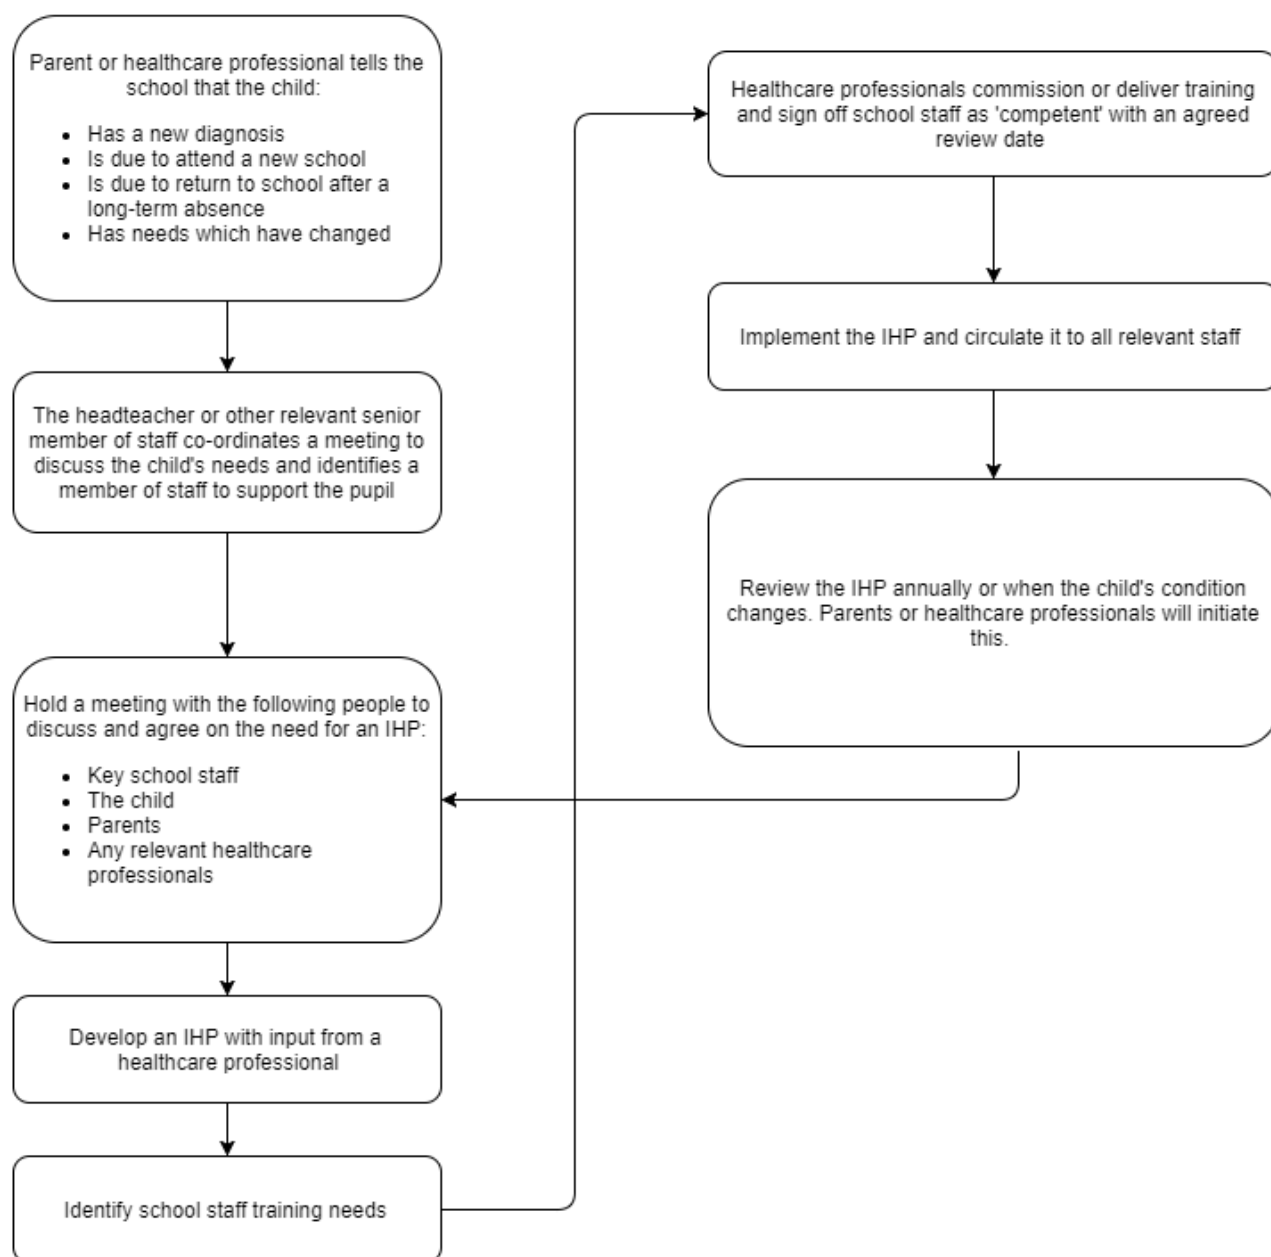 Parent or healthcare professional tells the
school that the child:
• Has a new diagnosis
• Is due to attend a new school
• Is due to return to school after a
long-term absence
• Has needs which have changed
The headteacher or other relevant senior
member of staff co-ordinates a meeting to
discuss the child's needs and identifies a
member of staff to support the pupil
Hold a meeting with the following people to
discuss and agree on the need for an IHP:
• Key school staff
• The child
• Parents
• Any relevant healthcare
professionals
Develop an IHP with input from a
healthcare professional
Identify school staff training needs
Healthcare professionals commission or deliver training
and sign off school staff as 'competent' with an agreed
review date
Implement the IHP and circulate it to all relevant staff
Review the IHP annually or when the child's condition
changes. Parents or healthcare professionals will initiate
this.